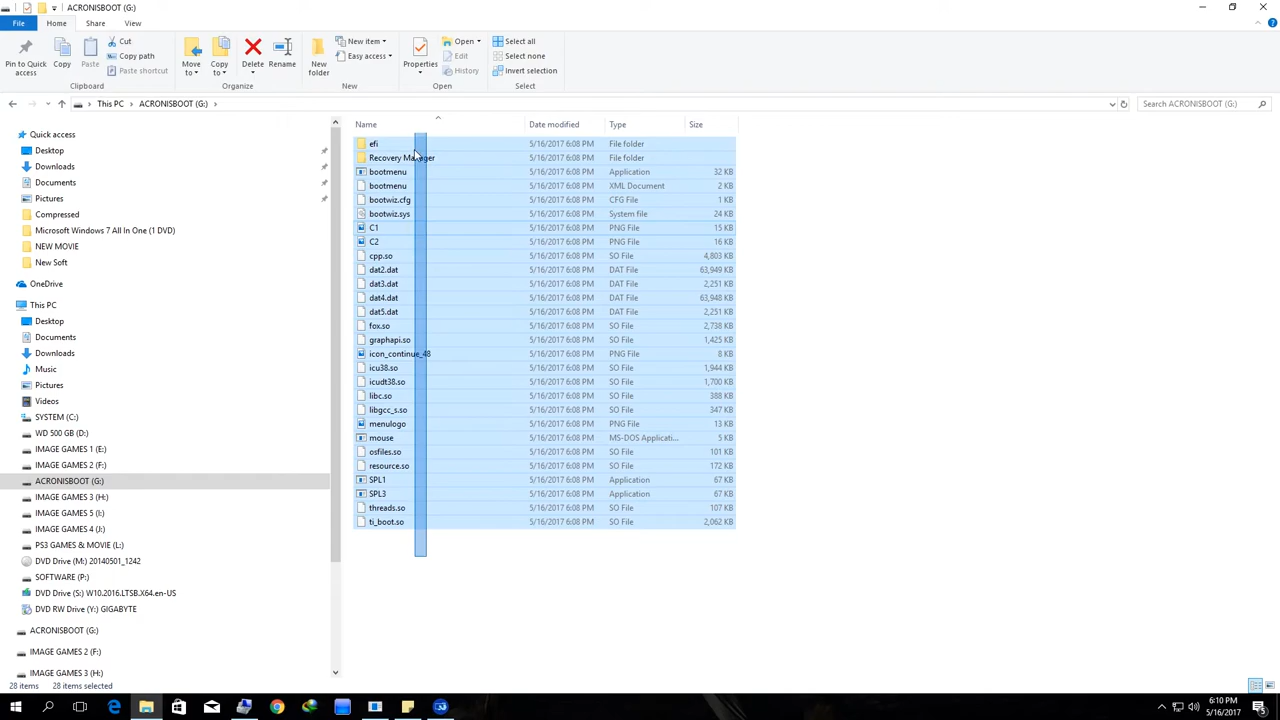 ACRONISBOOT (G:)
File Home Share View
Pin to Quick access
Copy
Paste
Cut
Copy path
Paste shortcut
Clipboard
Move to
Copy to
Delete
Rename
Organize
New folder
New item
Easy access
New
Properties
Open
Edit
History
Open
Select all
Select none
Invert selection
Select
This PC ACRONISBOOT (G:)
Search ACRONISBOOT (G:)
Quick access
Desktop
Downloads
Documents
Pictures
Compressed
Microsoft Windows 7 All In One (1 DVD)
NEW MOVIE
New Soft
OneDrive
This PC
Desktop
Documents
Downloads
Music
Pictures
Videos
SYSTEM (C:)
WD 500 GB (D:)
IMAGE GAMES 1 (E:)
IMAGE GAMES 2 (F:)
ACRONISBOOT (G:)
IMAGE GAMES 3 (H:)
IMAGE GAMES 5 (I:)
IMAGE GAMES 4 (J:)
PS3 GAMES & MOVIE (L:)
DVD Drive (M:) 20140501_1242
SOFTWARE (P:)
DVD Drive (S:) W10.2016.LTSB.X64.en-US
DVD RW Drive (Y:) GIGABYTE
ACRONISBOOT (G:)
IMAGE GAMES 2 (F:)
IMAGE GAMES 3 (H:)
Name Date modified Type Size
efi 5/16/2017 6:08 PM File folder
Recovery Manager 5/16/2017 6:08 PM File folder
bootmenu 5/16/2017 6:08 PM Application 32 KB
bootmenu 5/16/2017 6:08 PM XML Document 2 KB
bootwiz.cfg 5/16/2017 6:08 PM CFG File 1 KB
bootwiz.sys 5/16/2017 6:08 PM System file 24 KB
C1 5/16/2017 6:08 PM PNG File 15 KB
C2 5/16/2017 6:08 PM PNG File 16 KB
cpp.so 5/16/2017 6:08 PM SO File 4,803 KB
dat2.dat 5/16/2017 6:08 PM DAT File 63,949 KB
dat3.dat 5/16/2017 6:08 PM DAT File 2,251 KB
dat4.dat 5/16/2017 6:08 PM DAT File 63,948 KB
dat5.dat 5/16/2017 6:08 PM DAT File 2,251 KB
fox.so 5/16/2017 6:08 PM SO File 2,738 KB
graphapi.so 5/16/2017 6:08 PM SO File 1,425 KB
icon_continue_48 5/16/2017 6:08 PM PNG File 8 KB
icu38.so 5/16/2017 6:08 PM SO File 1,944 KB
icudt38.so 5/16/2017 6:08 PM SO File 1,700 KB
libc.so 5/16/2017 6:08 PM SO File 388 KB
libgcc_s.so 5/16/2017 6:08 PM SO File 347 KB
menulogo 5/16/2017 6:08 PM PNG File 13 KB
mouse 5/16/2017 6:08 PM MS-DOS Applicati... 5 KB
osfiles.so 5/16/2017 6:08 PM SO File 101 KB
resource.so 5/16/2017 6:08 PM SO File 172 KB
SPL1 5/16/2017 6:08 PM Application 67 KB
SPL3 5/16/2017 6:08 PM Application 67 KB
threads.so 5/16/2017 6:08 PM SO File 107 KB
ti_boot.so 5/16/2017 6:08 PM SO File 2,062 KB
28 items 28 items selected
6:10 PM
5/16/2017
5